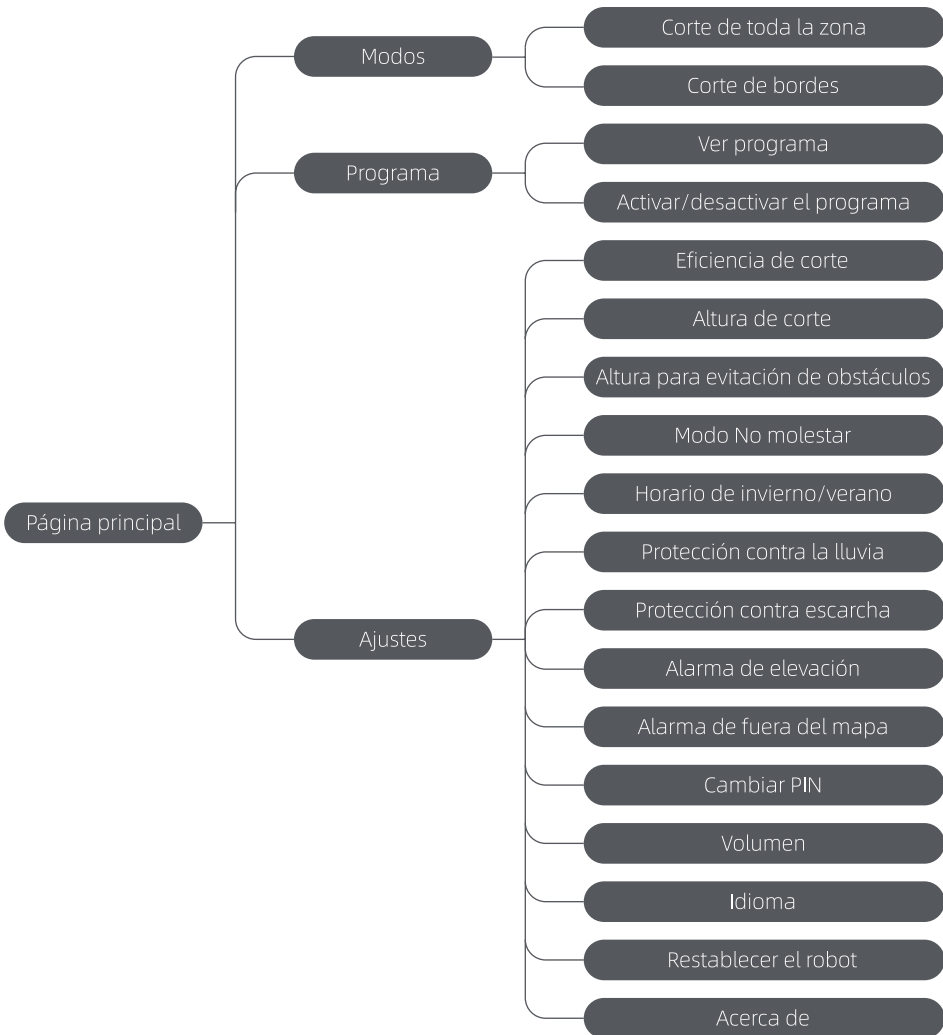 Página principal
Modos
Corte de toda la zona
Corte de bordes
Programa
Ver programa
Activar/desactivar el programa
Ajustes
Eficiencia de corte
Altura de corte
Altura para evitación de obstáculos
Modo No molestar
Horario de invierno/verano
Protección contra la lluvia
Protección contra escarcha
Alarma de elevación
Alarma de fuera del mapa
Cambiar PIN
Volumen
Idioma
Restablecer el robot
Acerca de